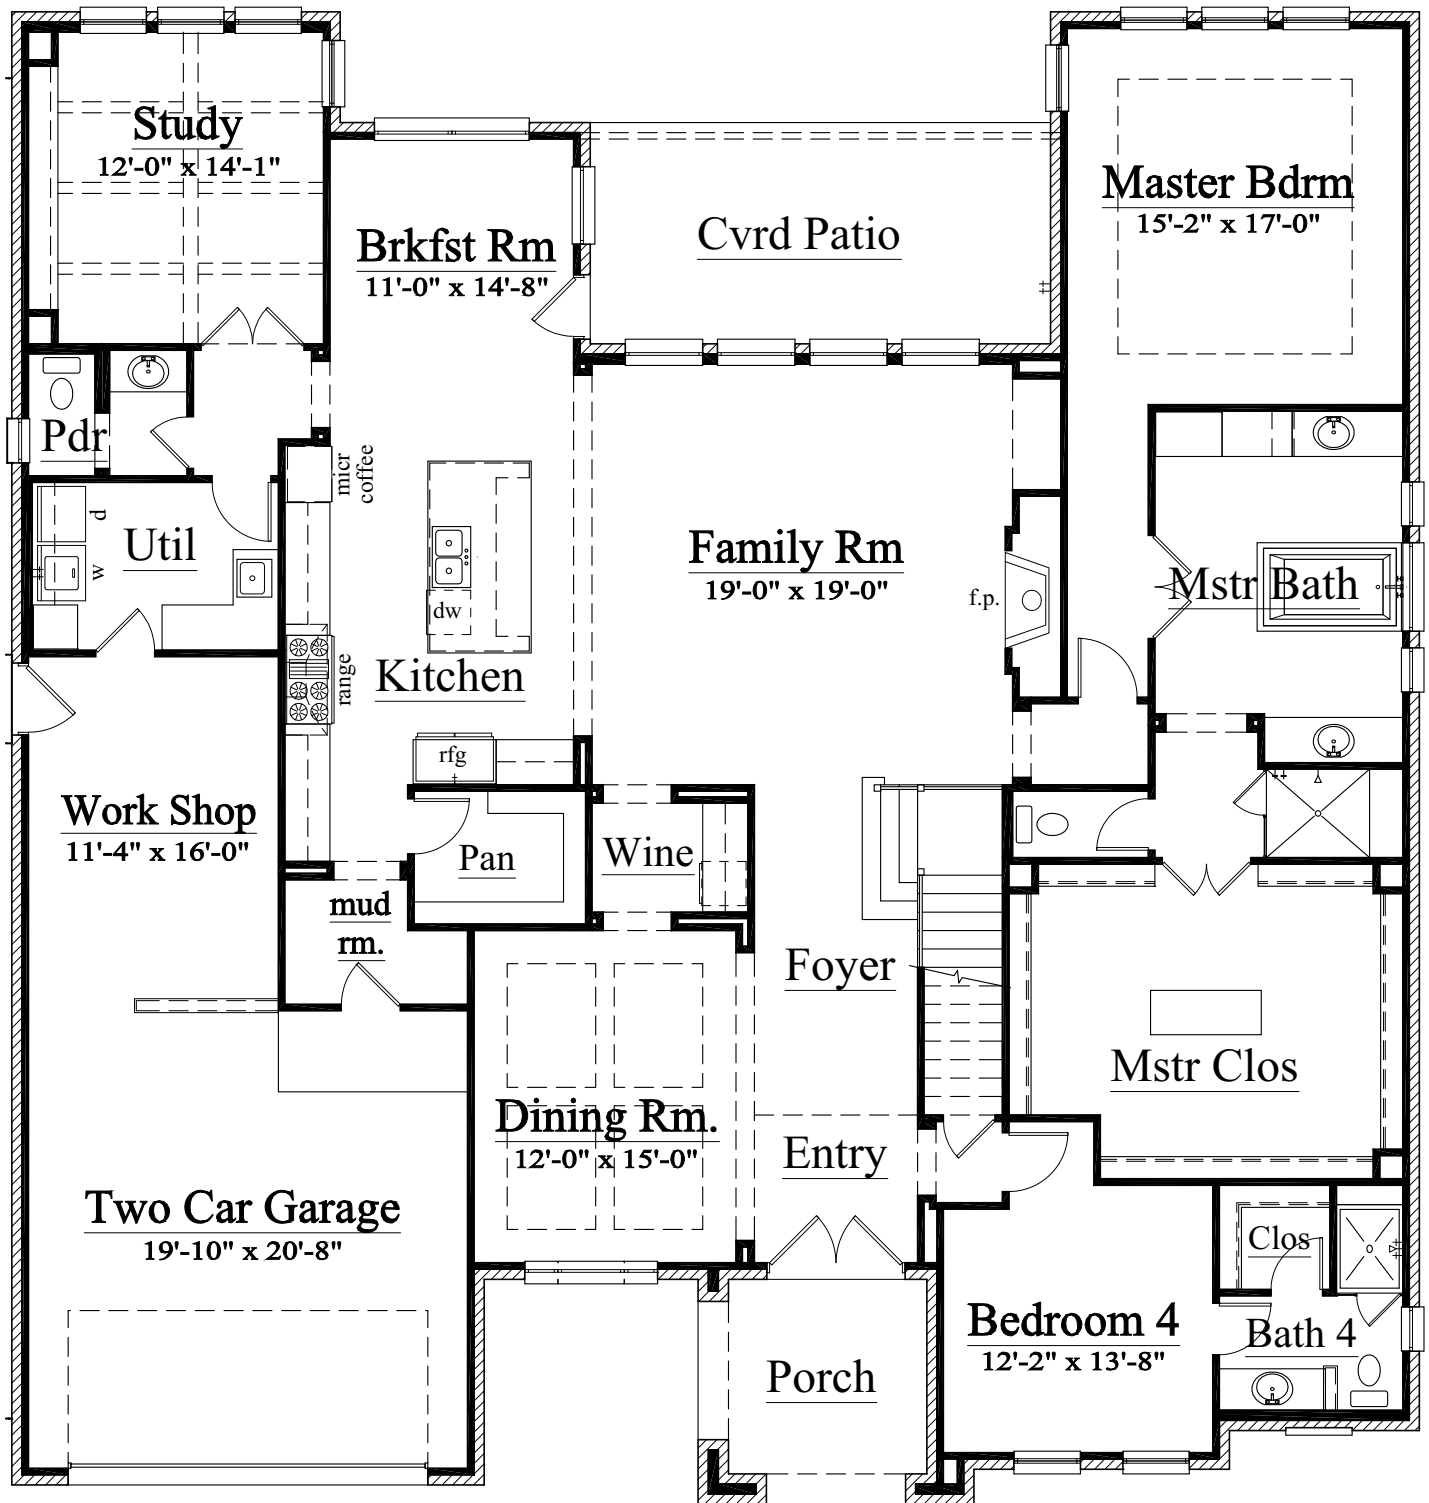 Study
12'-0" x 14'-1"
Brkfst Rm
11'-0" x 14'-8"
Cvrd Patio
Master Bdrm
15'-2" x 17'-0"
Pdr
micr
coffee
Util
d
w
dw
range
Kitchen
rfg
Family Rm
19'-0" x 19'-0"
f.p.
Mstr Bath
Work Shop
11'-4" x 16'-0"
Pan
Wine
mud
rm.
Foyer
Mstr Clos
Dining Rm.
12'-0" x 15'-0"
Entry
Two Car Garage
19'-10" x 20'-8"
Clos
Bedroom 4
12'-2" x 13'-8"
Bath 4
Porch